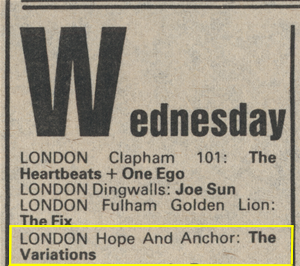 Wednesday
LONDON Clapham 101: The
Heartbeats + One Ego
LONDON Dingwalls: Joe Sun
LONDON Fulham Golden Lion:
The Fix
LONDON Hope And Anchor: The
Variations